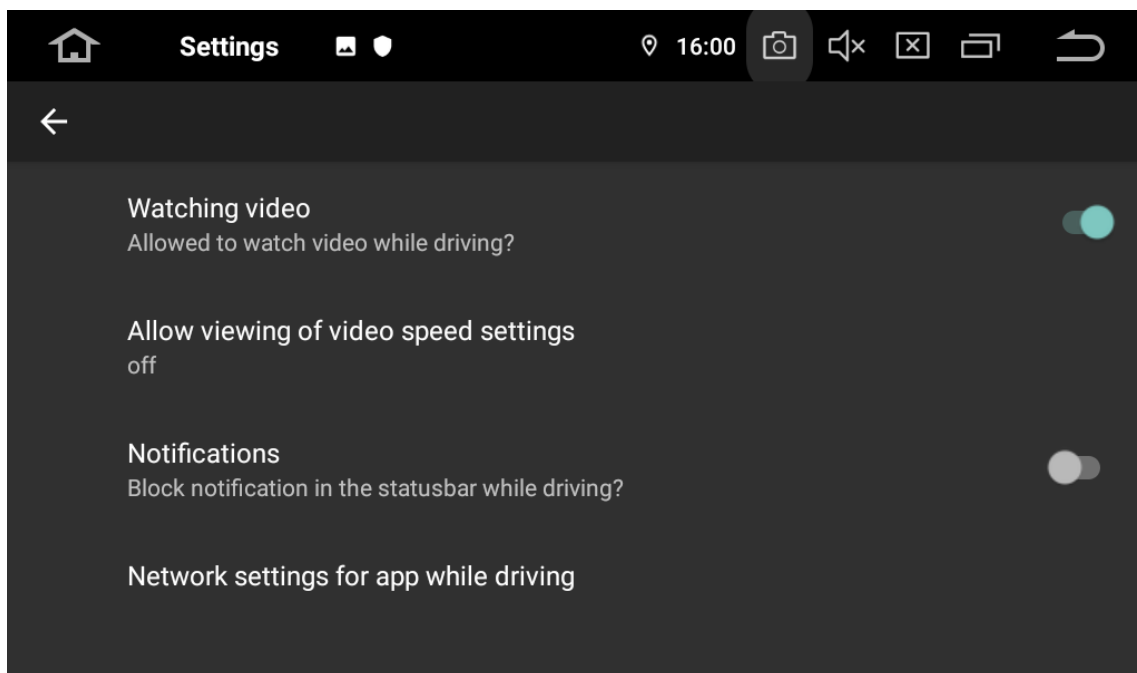 Settings
16:00
Watching video
Allowed to watch video while driving?
Allow viewing of video speed settings
off
Notifications
Block notification in the statusbar while driving?
Network settings for app while driving